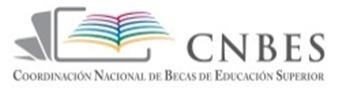 CNBES
COORDINACIÓN NACIONAL DE BECAS DE EDUCACIÓN SUPERIOR